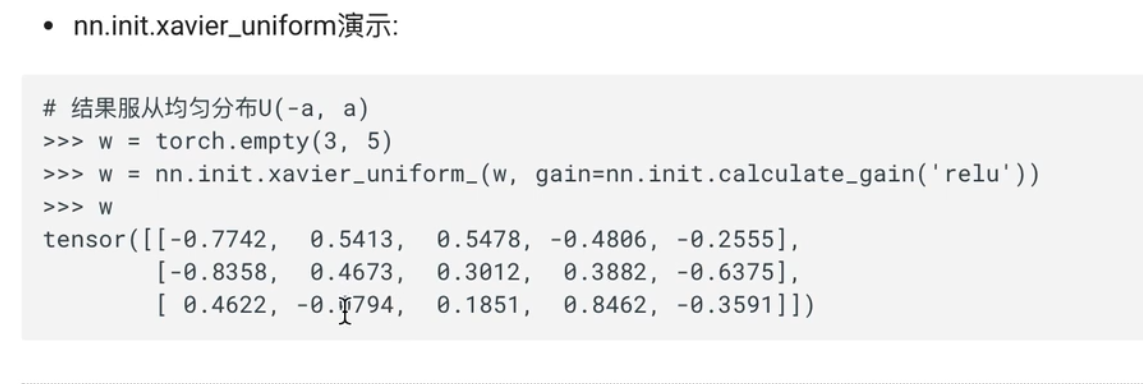 • nn.init.xavier_uniform演示:
# 结果服从均匀分布U(-a, a)
>>> w = torch.empty(3, 5)
>>> w = nn.init.xavier_uniform_(w, gain=nn.init.calculate_gain('relu'))
>>> w
tensor([[-0.7742,  0.5413,  0.5478, -0.4806, -0.2555],
        [-0.8358,  0.4673,  0.3012,  0.3882, -0.6375],
        [ 0.4622,  0.1851,  0.8462, -0.3591]])